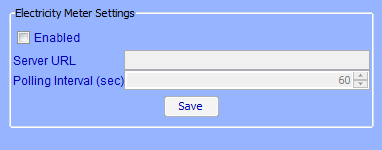 Electricity Meter Settings
Enabled
Server URL
Polling Interval (sec) 60
Save